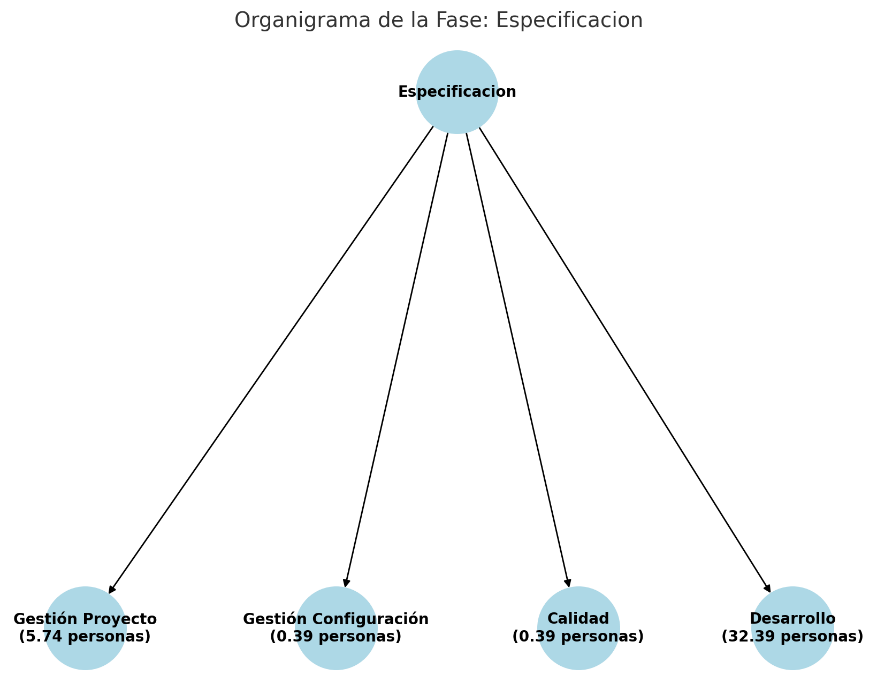 Organigrama de la Fase: Especificacion
Especificacion
Gestión Proyecto
(5.74 personas)
Gestión Configuración
(0.39 personas)
Calidad
(0.39 personas)
Desarrollo
(32.39 personas)